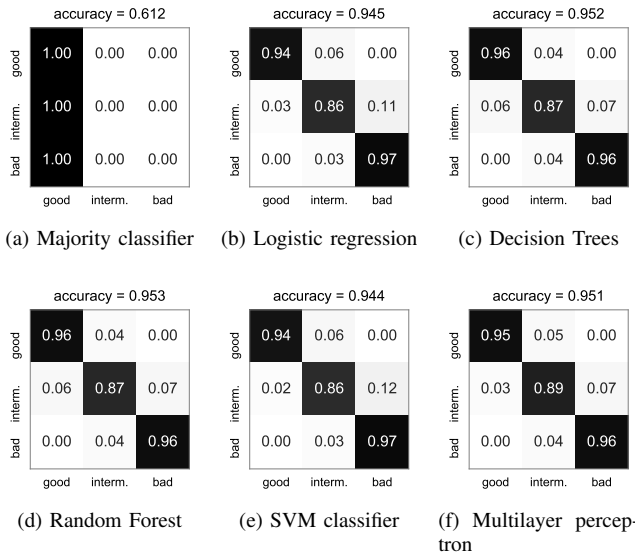 accuracy = 0.612
good 1.00 0.00 0.00
interm. 1.00 0.00 0.00
bad 1.00 0.00 0.00
good interm. bad
(a) Majority classifier
accuracy = 0.945
0.94 0.06 0.00
good
0.03 0.86 0.11
interm.
0.00 0.03 0.97
bad
good interm. bad
(b) Logistic regression
accuracy = 0.952
good 0.96 0.04 0.00
interm. 0.06 0.87 0.07
bad 0.00 0.04 0.96
good interm. bad
(c) Decision Trees
accuracy = 0.953
good 0.96 0.04 0.00
interm. 0.06 0.87 0.07
bad 0.00 0.04 0.96
good interm. bad
(d) Random Forest
accuracy = 0.944
good 0.94 0.06 0.00
interm. 0.02 0.86 0.12
bad 0.00 0.03 0.97
good interm. bad
(e) SVM classifier
accuracy = 0.951
good 0.95 0.05 0.00
interm. 0.03 0.89 0.07
bad 0.00 0.04 0.96
good interm. bad
(f) Multilayer percep-
tron